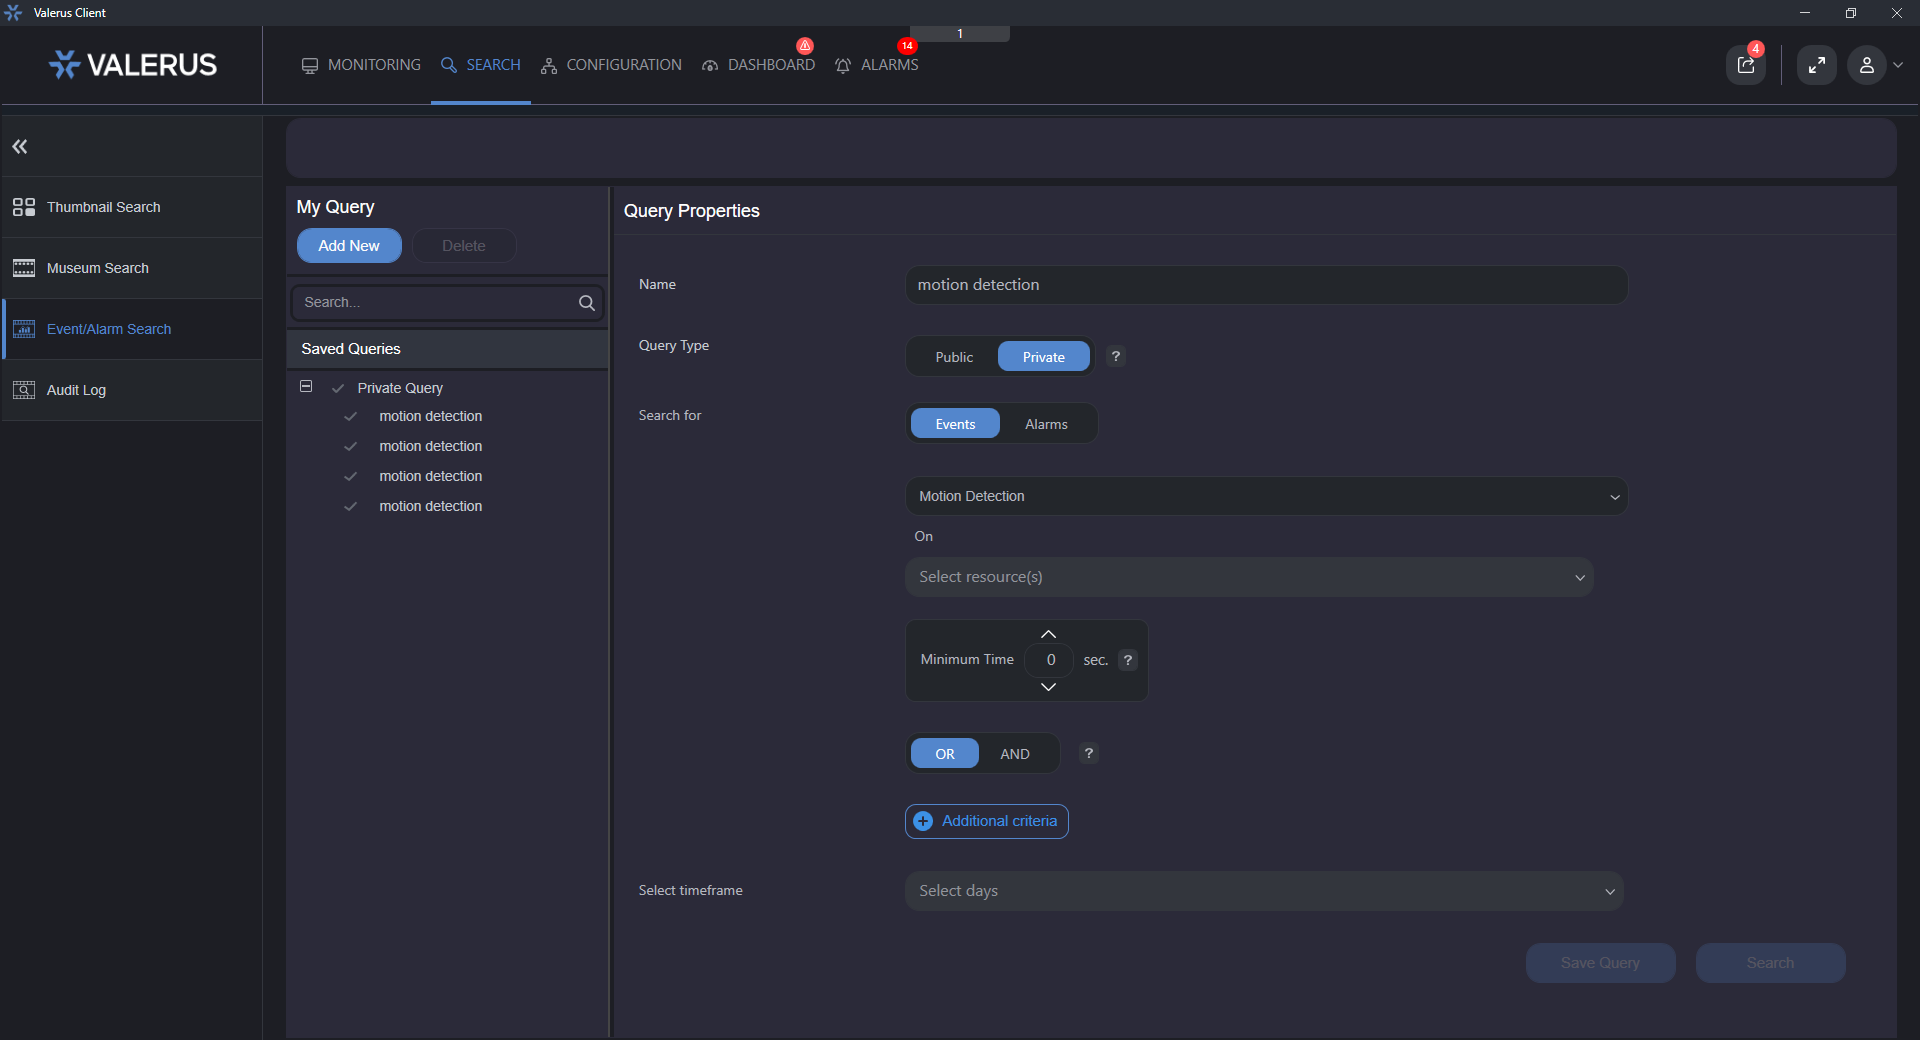 Valerus Client
1
VALERUS
MONITORING
SEARCH
CONFIGURATION
DASHBOARD
14
ALARMS
4
Thumbnail Search
Museum Search
Event/Alarm Search
Audit Log
My Query
Add New
Delete
Search...
Saved Queries
Private Query
motion detection
motion detection
motion detection
motion detection
Query Properties
Name
motion detection
Query Type
Public
Private
?
Search for
Events
Alarms
Motion Detection
On
Select resource(s)
Minimum Time
0
sec.
?
OR
AND
?
Additional criteria
Select timeframe
Select days
Save Query
Search